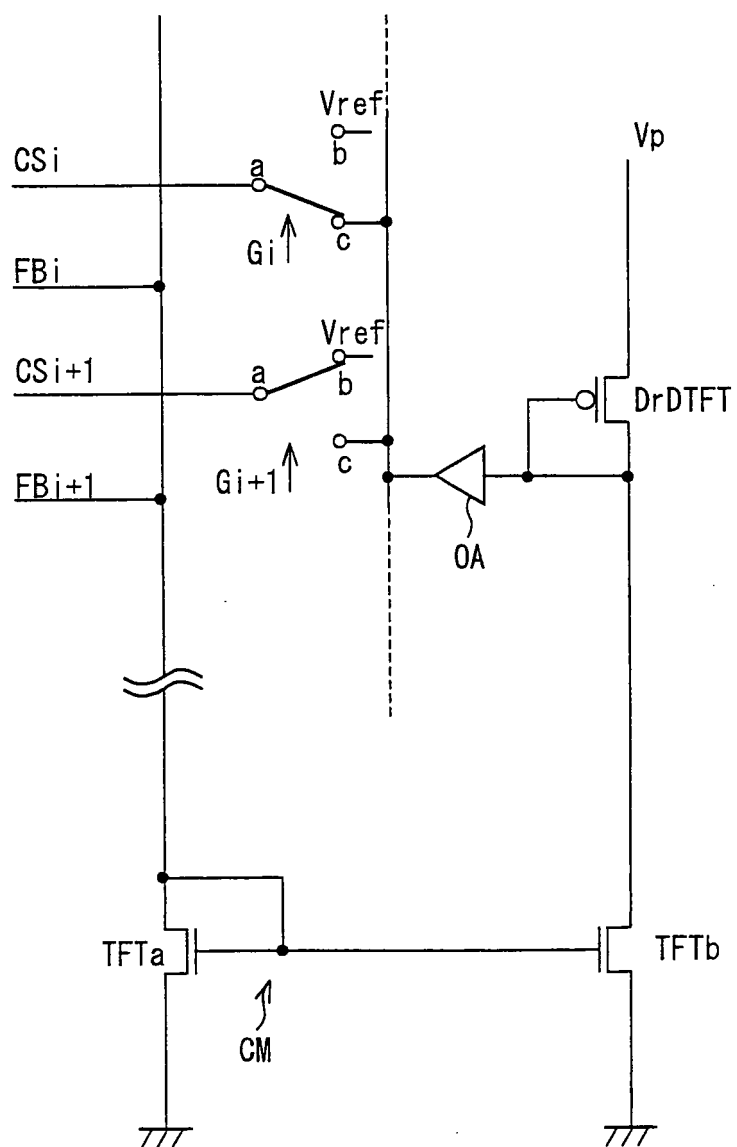 Vref
b
Vp
CSi
a
c
Gi
FBi
Vref
CSi+1
a
b
DrDTFT
c
Gi+1
FBi+1
OA
TFTa
TFTb
CM